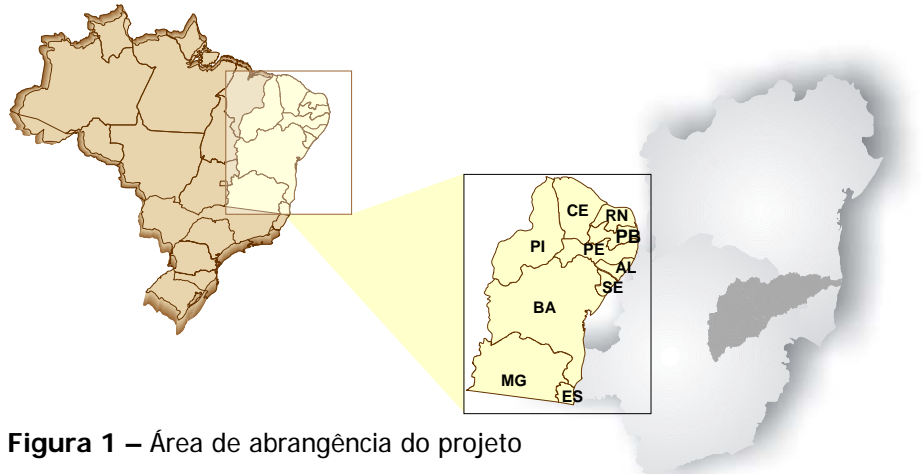 CE
RN
PB
PI
PE
AL
SE
BA
MG
ES
Figura 1 – Área de abrangência do projeto